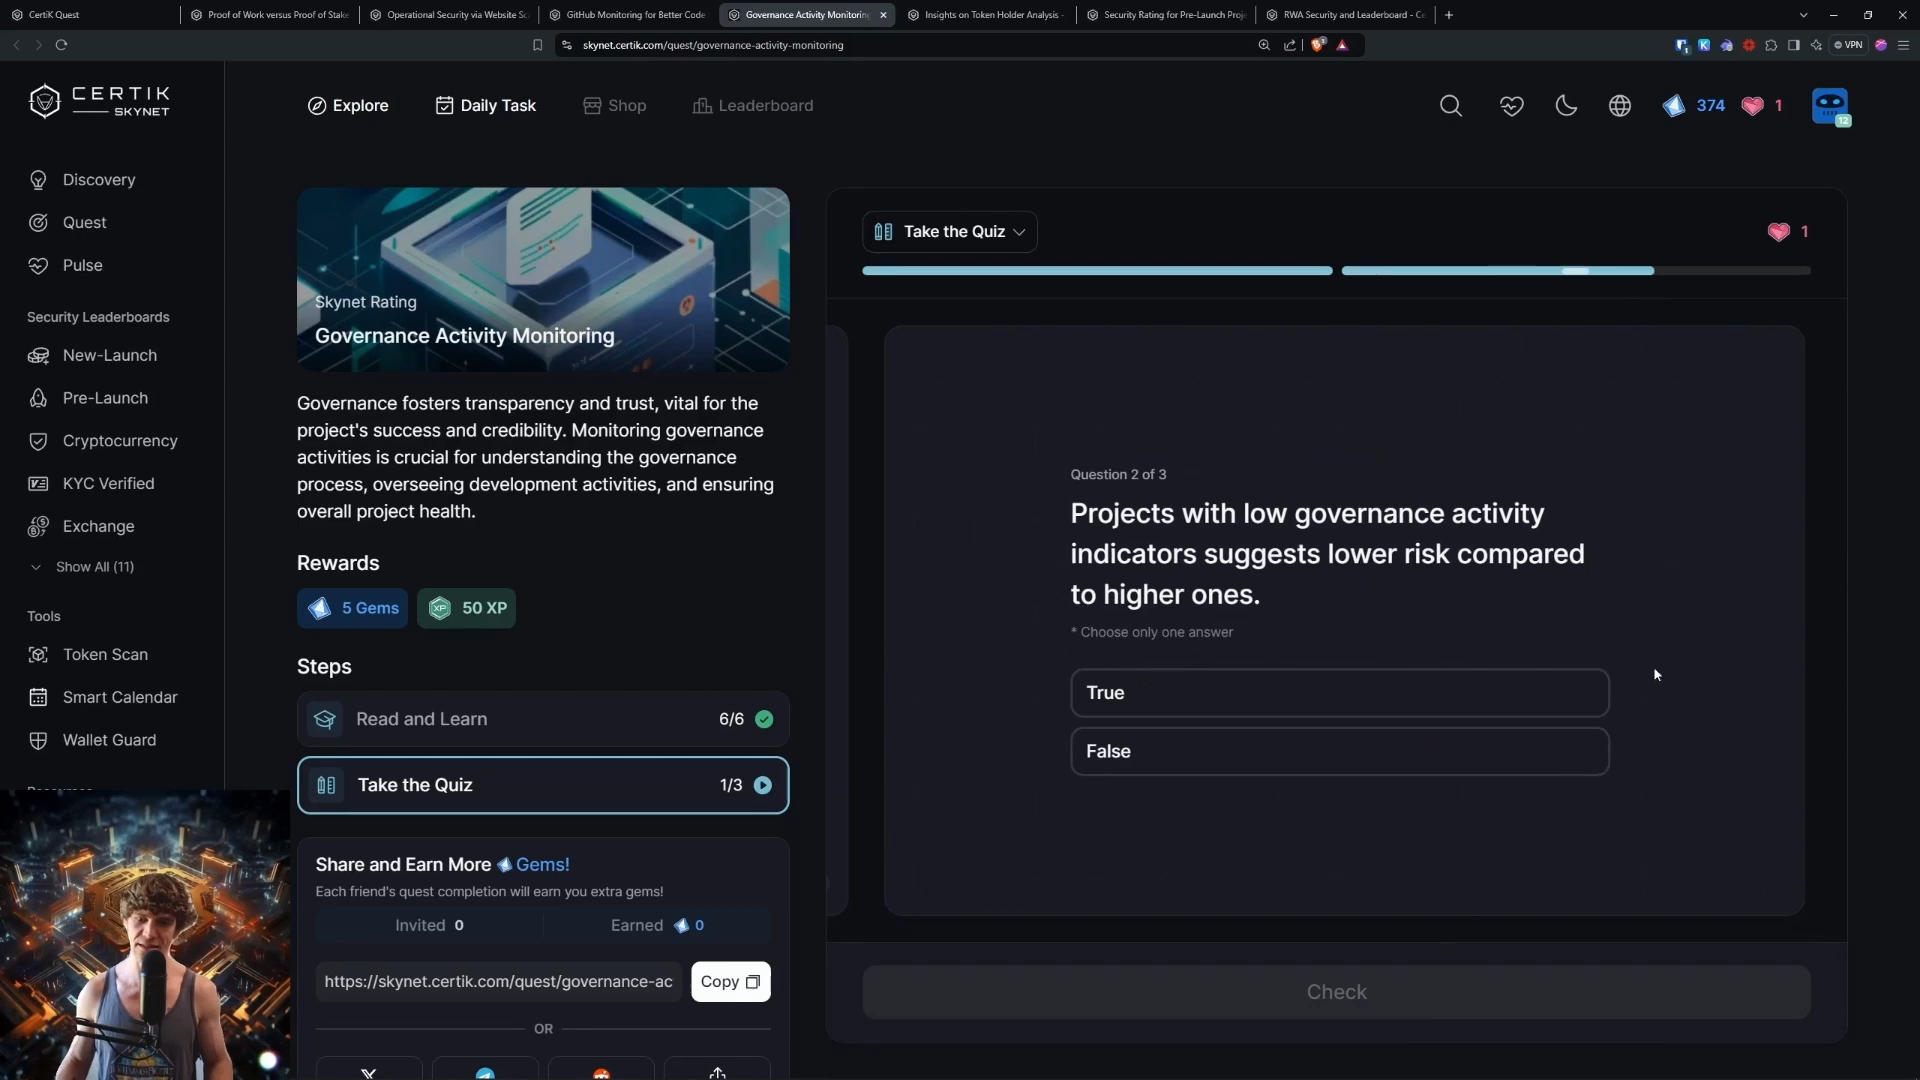 CertiK Quest
Proof of Work versus Proof of Stake
Operational Security via Website Sc
GitHub Monitoring for Better Code
Governance Activity Monitoring
Insights on Token Holder Analysis -
Security Rating for Pre-Launch Proje
RWA Security and Leaderboard - Ce
skynet.certik.com/quest/governance-activity-monitoring
VPN
CERTIK
SKYNET
Explore
Daily Task
Shop
Leaderboard
374
1
12
Discovery
Quest
Pulse
Security Leaderboards
New-Launch
Pre-Launch
Cryptocurrency
KYC Verified
Exchange
Show All (11)
Tools
Token Scan
Smart Calendar
Wallet Guard
Skynet Rating
Governance Activity Monitoring
Governance fosters transparency and trust, vital for the
project's success and credibility. Monitoring governance
activities is crucial for understanding the governance
process, overseeing development activities, and ensuring
overall project health.
Rewards
5 Gems
XP
50 XP
Steps
Read and Learn
6/6
Take the Quiz
1/3
Share and Earn More Gems!
Each friend's quest completion will earn you extra gems!
Invited 0
Earned 0
https://skynet.certik.com/quest/governance-ac
Copy
OR
Take the Quiz
1
Question 2 of 3
Projects with low governance activity
indicators suggests lower risk compared
to higher ones.
* Choose only one answer
True
False
Check